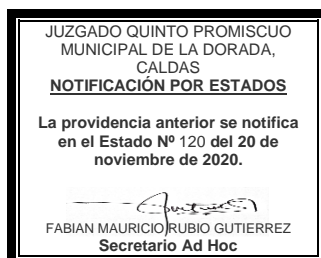 JUZGADO QUINTO PROMISCUO
MUNICIPAL DE LA DORADA,
CALDAS
NOTIFICACIÓN POR ESTADOS
La providencia anterior se notifica
en el Estado Nº 120 del 20 de
noviembre de 2020.
FABIAN MAURICIO RUBIO GUTIERREZ
Secretario Ad Hoc